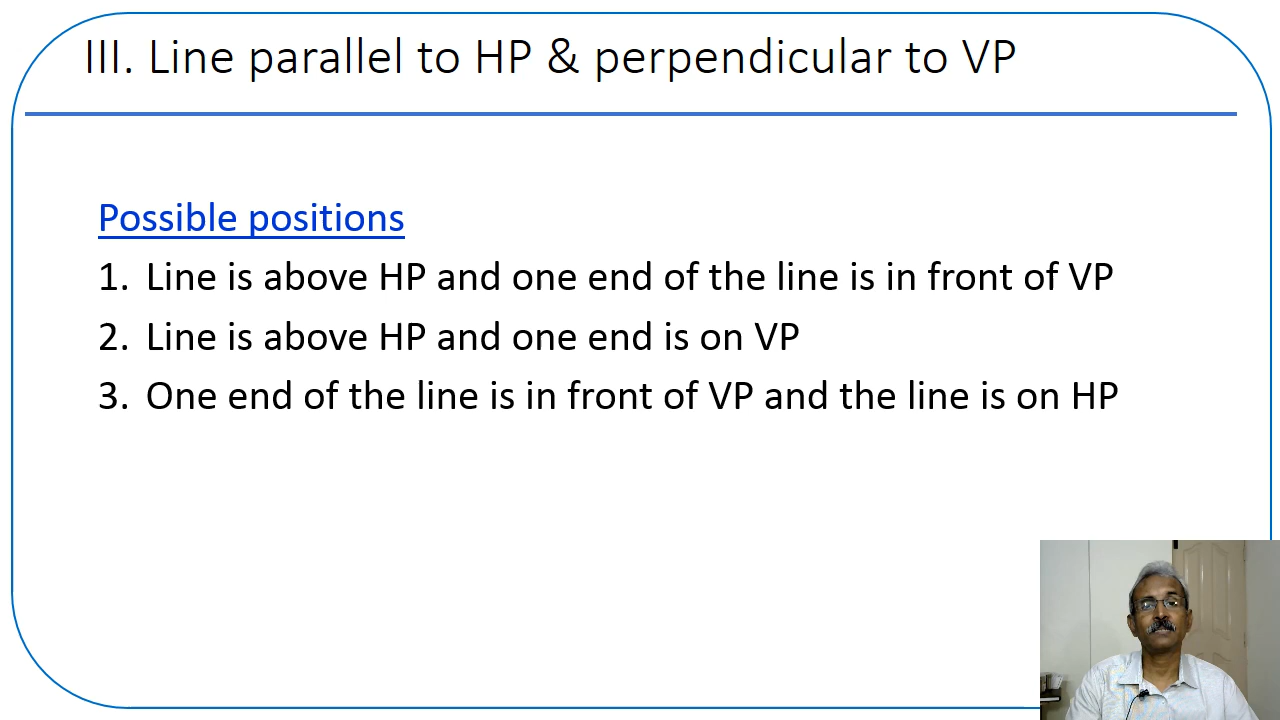 III. Line parallel to HP & perpendicular to VP
Possible positions
1. Line is above HP and one end of the line is in front of VP
2. Line is above HP and one end is on VP
3. One end of the line is in front of VP and the line is on HP